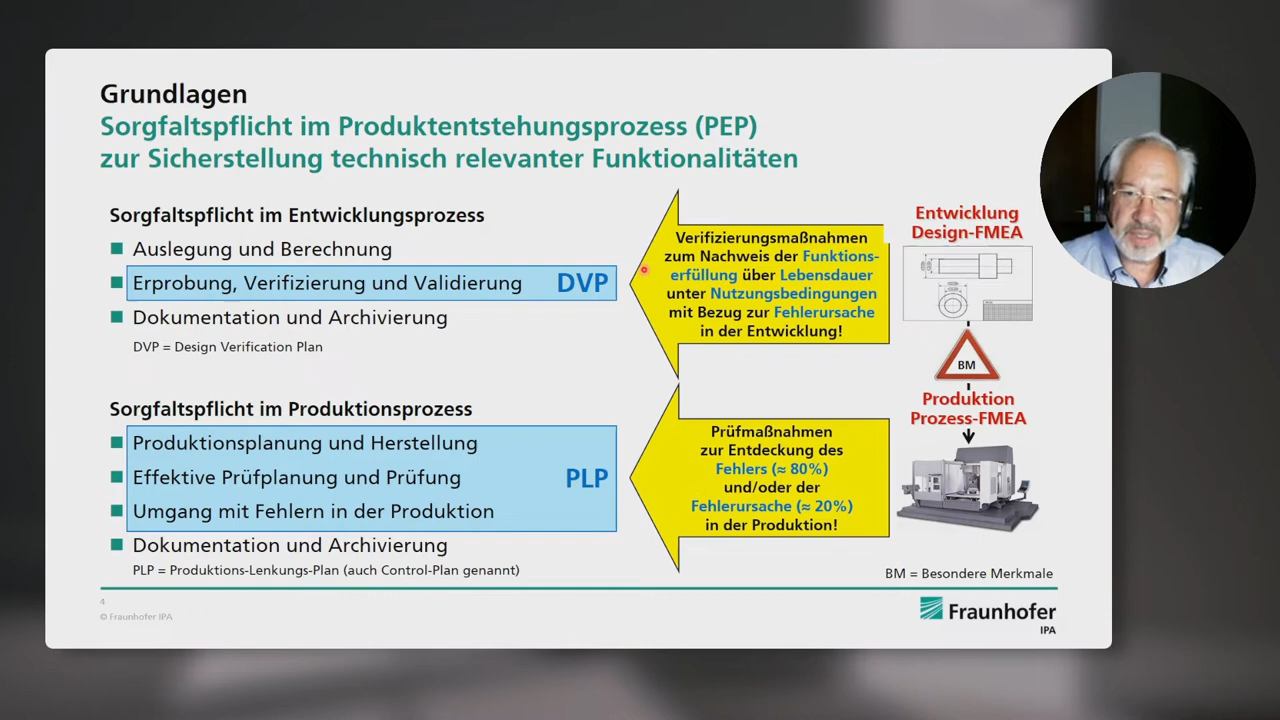 Grundlagen
Sorgfaltspflicht im Produktentstehungsprozess (PEP)
zur Sicherstellung technisch relevanter Funktionalitäten
Sorgfaltspflicht im Entwicklungsprozess
Auslegung und Berechnung
Erprobung, Verifizierung und Validierung DVP
Dokumentation und Archivierung
DVP = Design Verification Plan
Verifizierungsmaßnahmen
zum Nachweis der Funktions-
erfüllung über Lebensdauer
unter Nutzungsbedingungen
mit Bezug zur Fehlerursache
in der Entwicklung!
Entwicklung
Design-FMEA
BM
Sorgfaltspflicht im Produktionsprozess
Produktionsplanung und Herstellung
Effektive Prüfplanung und Prüfung PLP
Umgang mit Fehlern in der Produktion
Dokumentation und Archivierung
PLP = Produktions-Lenkungs-Plan (auch Control-Plan genannt)
Prüfmaßnahmen
zur Entdeckung des
Fehlers (≈ 80%)
und/oder der
Fehlerursache (≈ 20%)
in der Produktion!
Produktion
Prozess-FMEA
BM = Besondere Merkmale
4
© Fraunhofer IPA
Fraunhofer
IPA